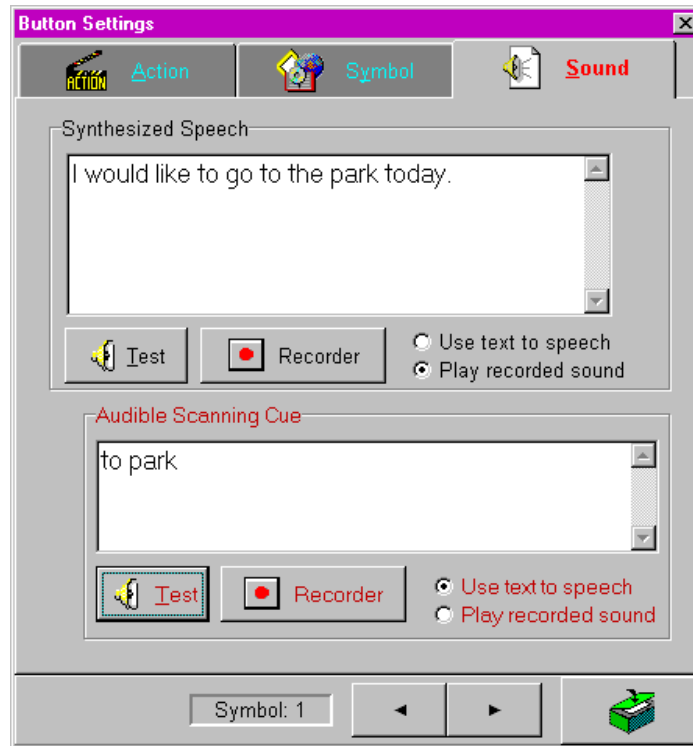 Button Settings
ACTION Action Symbol Sound
Synthesized Speech
I would like to go to the park today.
Test Recorder Use text to speech
Play recorded sound
Audible Scanning Cue
to park
Test Recorder Use text to speech
Play recorded sound
Symbol: 1